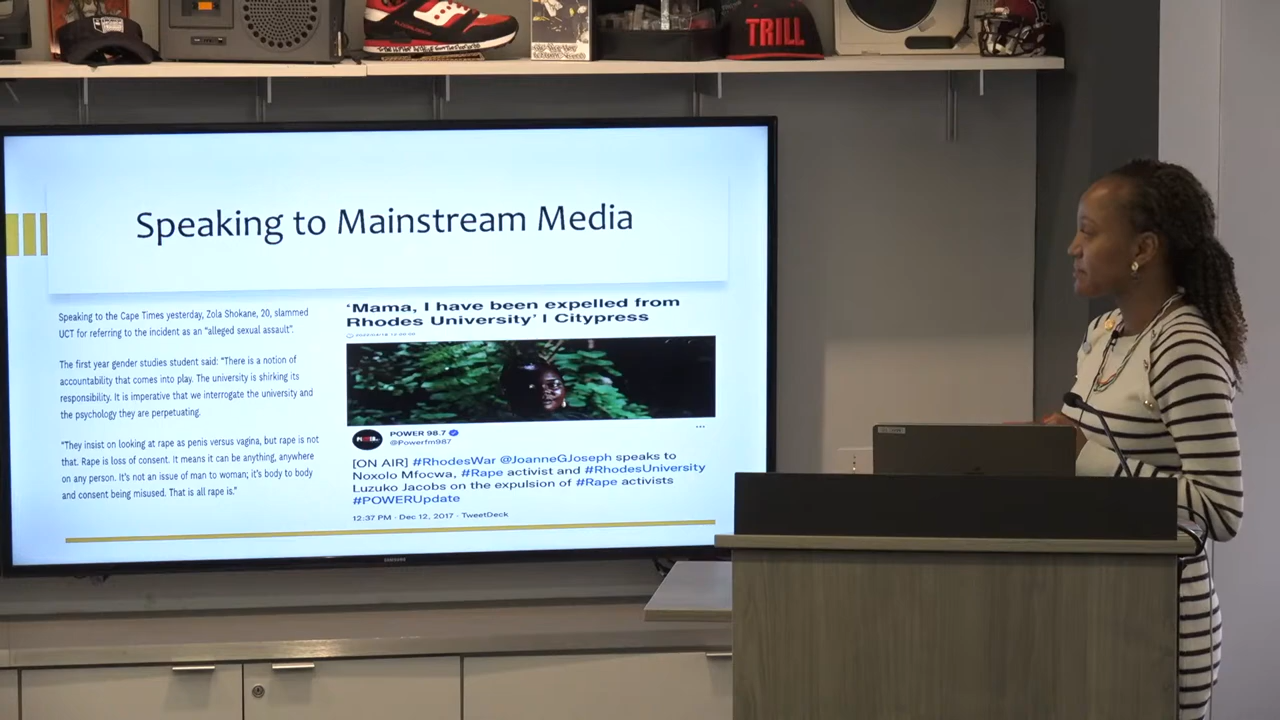 TRILL
Speaking to Mainstream Media
Speaking to the Cape Times yesterday, Zola Shokane, 20, slammed
UCT for referring to the incident as an "alleged sexual assault".
The first year gender studies student said: "There is a notion of
accountability that comes into play. The university is shirking its
responsibility. It is imperative that we interrogate the university and
the psychology they are perpetuating.
"They insist on looking at rape as penis versus vagina, but rape is not
that. Rape is loss of consent. It means it can be anything, anywhere
on any person. It's not an issue of man to woman; it's body to body
and consent being misused. That is all rape is."
'Mama, I have been expelled from
Rhodes University' | Citypress
POWER 98.7
@Powerfm987
[ON AIR] #RhodesWar @JoanneGJoseph speaks to
Noxolo Mfocwa, #Rape activist and #RhodesUniversity
Luzuko Jacobs on the expulsion of #Rape activists
#POWERUpdate
12:37 PM · Dec 12, 2017 · TweetDeck
SAMSUNG